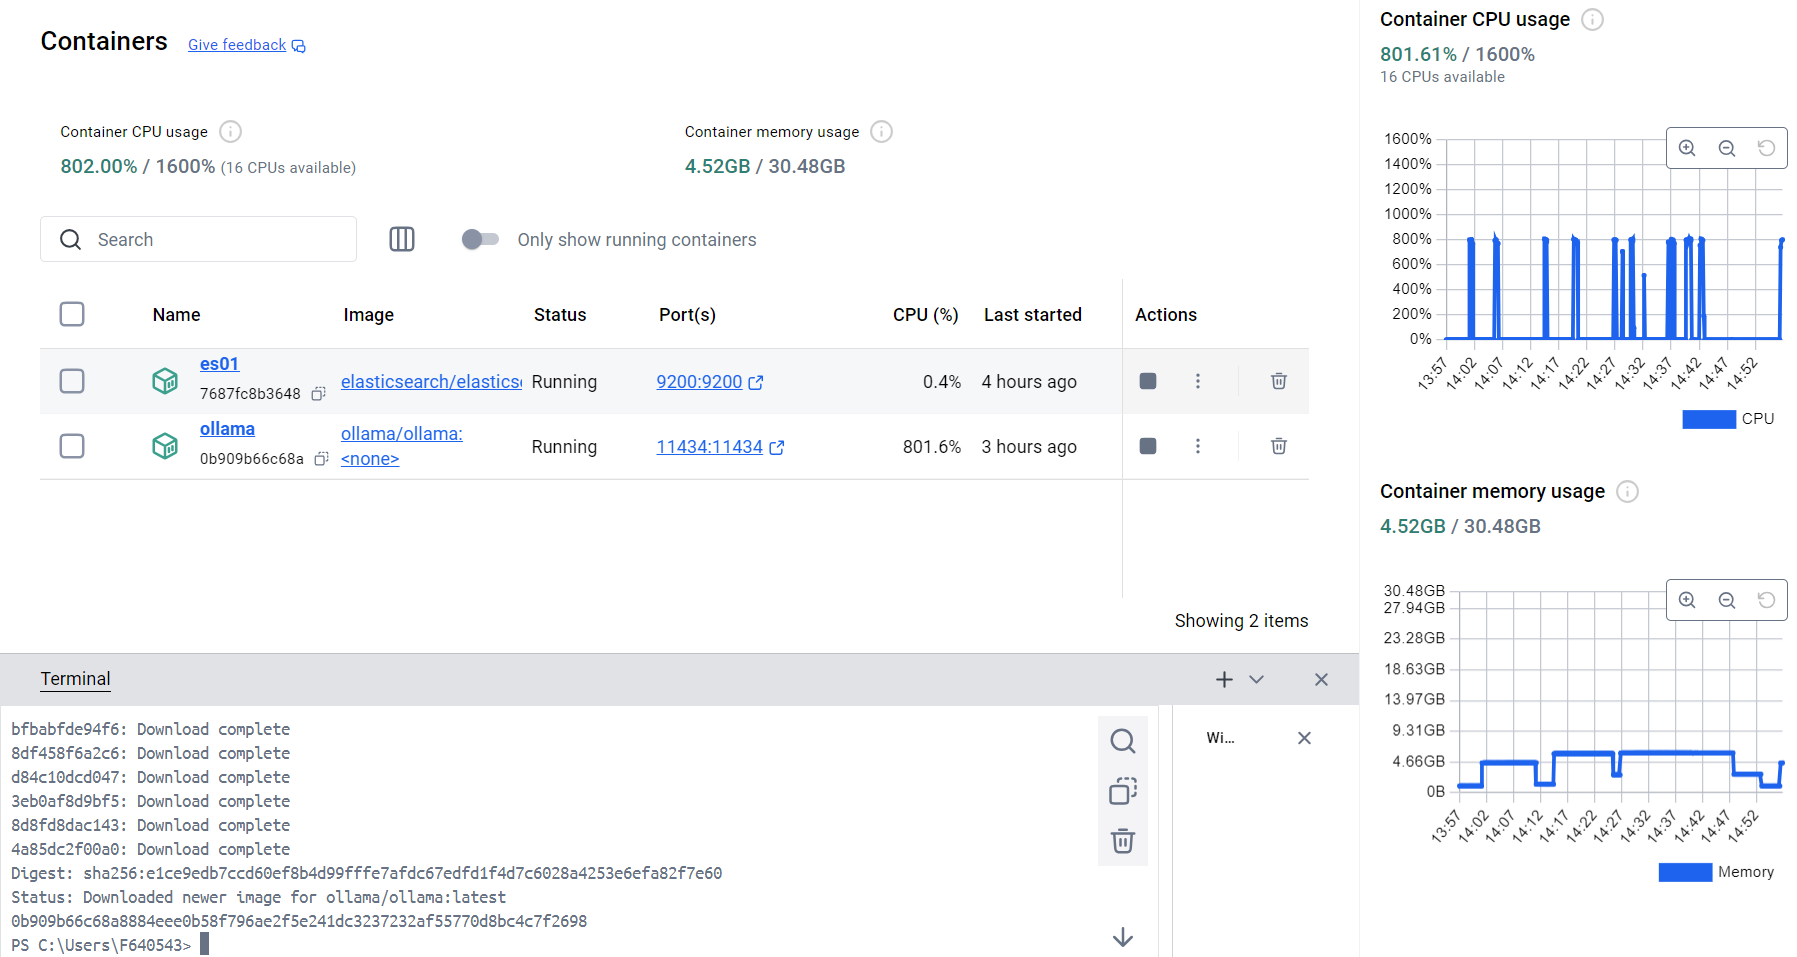 Containers Give feedback
Container CPU usage
802.00% / 1600% (16 CPUs available)
Container memory usage
4.52GB / 30.48GB
Search
Only show running containers
Name Image Status Port(s) CPU (%) Last started Actions
es01
7687fc8b3648
elasticsearch/elasticse Running 9200:9200 0.4% 4 hours ago
ollama
0b909b66c68a
ollama/ollama:
<none>
Running 11434:11434 801.6% 3 hours ago
Showing 2 items
Terminal
bfbabfde94f6: Download complete
8df458f6a2c6: Download complete
d84c10dcd047: Download complete
3eb0af8d9bf5: Download complete
8d8fd8dac143: Download complete
4a85dc2f00a0: Download complete
Digest: sha256:e1ce9edb7ccd60ef8b4d99fffe7afdc67edfd1f4d7c6028a4253e6efa82f7e60
Status: Downloaded newer image for ollama/ollama:latest
0b909b66c68a8884eee0b58f796ae2f5e241dc3237232af55770d8bc4c7f2698
PS C:\Users\F640543>
Wi...
Container CPU usage
801.61% / 1600%
16 CPUs available
1600%
1400%
1200%
1000%
800%
600%
400%
200%
0%
13:57 14:02 14:07 14:12 14:17 14:22 14:27 14:32 14:37 14:42 14:47 14:52
CPU
Container memory usage
4.52GB / 30.48GB
30.48GB
27.94GB
23.28GB
18.63GB
13.97GB
9.31GB
4.66GB
0B
13:57 14:02 14:07 14:12 14:17 14:22 14:27 14:32 14:37 14:42 14:47 14:52
Memory